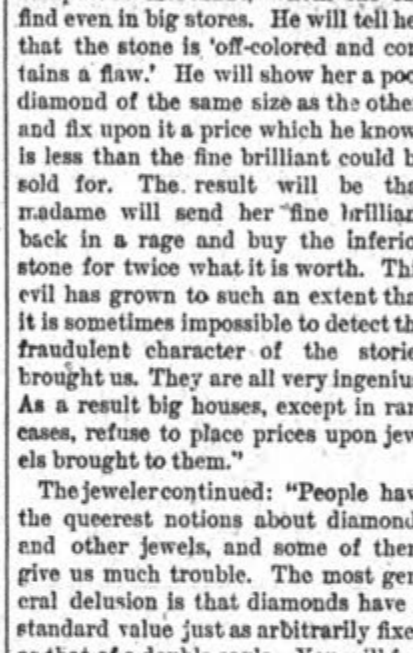 find even in big stores. He will tell he
that the stone is 'off-colored and con
tains a flaw.' He will show her a poo
diamond of the same size as the othe
and fix upon it a price which he know
is less than the fine brilliant could b
sold for. The result will be tha
madame will send her fine brillian
back in a rage and buy the inferio
stone for twice what it is worth. Thi
evil has grown to such an extent tha
it is sometimes impossible to detect th
fraudulent character of the storie
brought us. They are all very ingeniu
As a result big houses, except in rar
cases, refuse to place prices upon jew
els brought to them."
The jeweler continued: "People hav
the queerest notions about diamond
and other jewels, and some of them
give us much trouble. The most gen
eral delusion is that diamonds have
standard value just as arbitrarily fixe